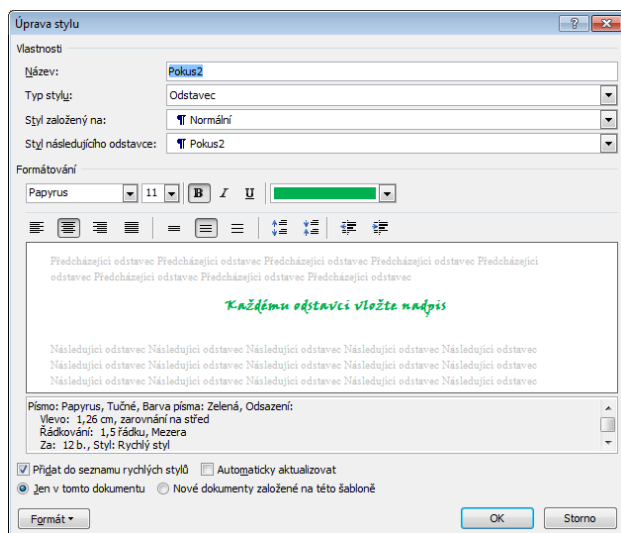 Úprava stylu
Vlastnosti
Název: Pokus2
Typ stylu: Odstavec
Styl založený na: ¶ Normální
Styl následujícího odstavce: ¶ Pokus2
Formátování
Papyrus 11 B I U
Předcházející odstavec Předcházející odstavec Předcházející odstavec Předcházející odstavec Předcházející
odstavec Předcházející odstavec Předcházející odstavec Předcházející odstavec
Každému odstavci vložte nadpis
Následující odstavec Následující odstavec Následující odstavec Následující odstavec Následující odstavec
Následující odstavec Následující odstavec Následující odstavec Následující odstavec Následující odstavec
Následující odstavec Následující odstavec Následující odstavec Následující odstavec Následující odstavec
Písmo: Papyrus, Tučné, Barva písma: Zelená, Odsazení:
Vlevo: 1,26 cm, zarovnání na střed
Řádkování: 1,5 řádku, Mezera
Za: 12 b., Styl: Rychlý styl
Přidat do seznamu rychlých stylů Automaticky aktualizovat
Jen v tomto dokumentu Nové dokumenty založené na této šabloně
Formát OK Storno